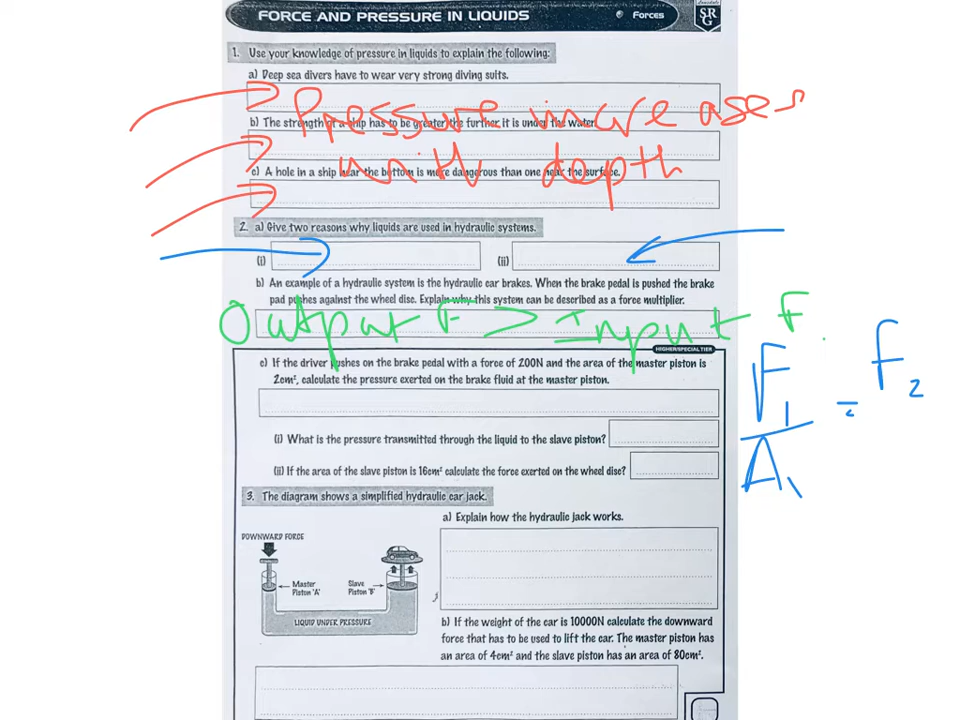 FORCE AND PRESSURE IN LIQUIDS
Forces
SRG
1. Use your knowledge of pressure in liquids to explain the following:
a) Deep sea divers have to wear very strong diving suits.
Pressure increases
b) The strength of a ship has to be greater the further it is under the water.
with depth
c) A hole in a ship near the bottom is more dangerous than one near the surface.
2. a) Give two reasons why liquids are used in hydraulic systems.
(i)
(ii)
b) An example of a hydraulic system is the hydraulic car brakes. When the brake pedal is pushed the brake
pad pushes against the wheel disc. Explain why this system can be described as a force multiplier.
Output F > Input F
HIGHER/SPECIAL TIER
c) If the driver pushes on the brake pedal with a force of 200N and the area of the master piston is
2cm², calculate the pressure exerted on the brake fluid at the master piston.
F1 = F2
A1
(i) What is the pressure transmitted through the liquid to the slave piston?
(ii) If the area of the slave piston is 16cm² calculate the force exerted on the wheel disc?
3. The diagram shows a simplified hydraulic car jack.
a) Explain how the hydraulic jack works.
DOWNWARD FORCE
Master
Piston 'A'
Slave
Piston 'B'
LIQUID UNDER PRESSURE
b) If the weight of the car is 10000N calculate the downward
force that has to be used to lift the car. The master piston has
an area of 4cm² and the slave piston has an area of 80cm².